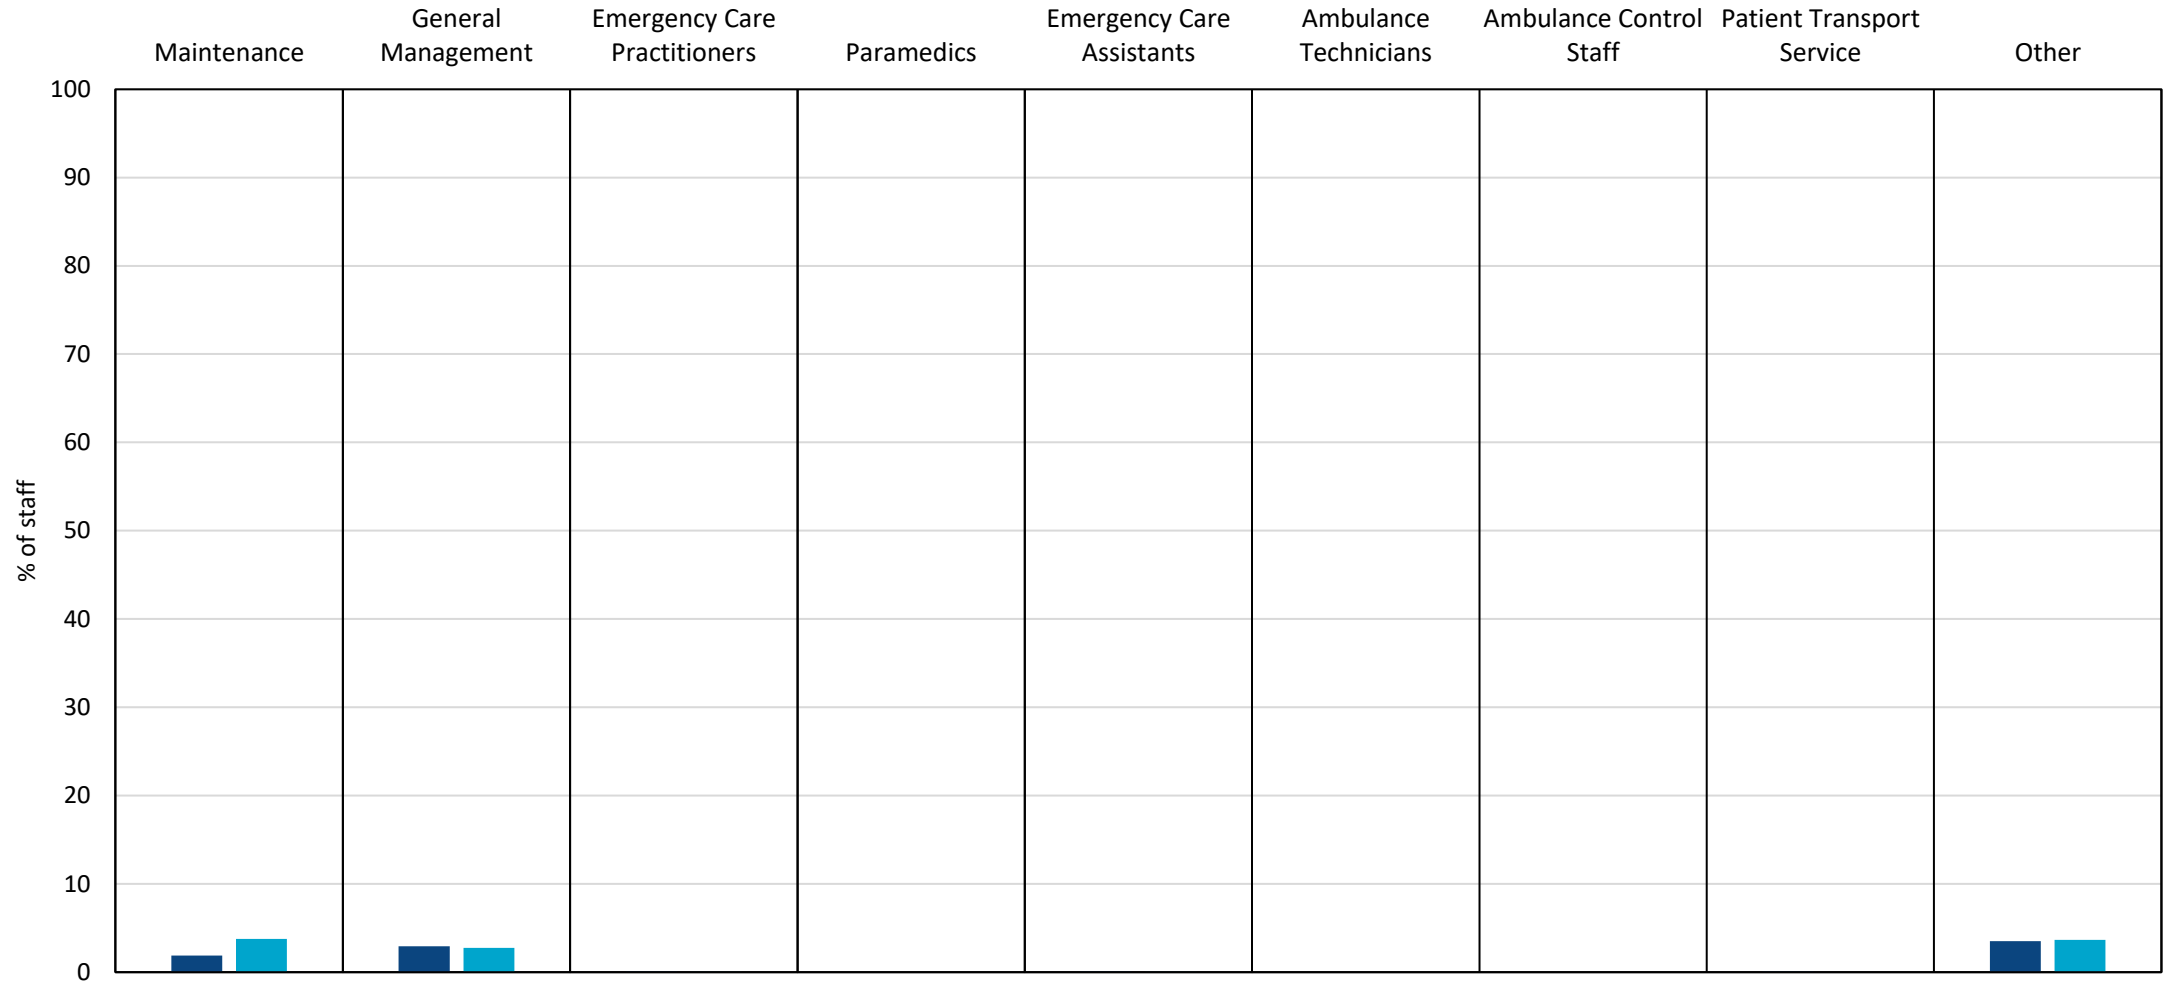 Maintenance
General
Management
Emergency Care
Practitioners
Paramedics
Emergency Care
Assistants
Ambulance
Technicians
Ambulance Control
Staff
Patient Transport
Service
Other
100
90
80
70
60
50
40
30
20
10
0
% of staff